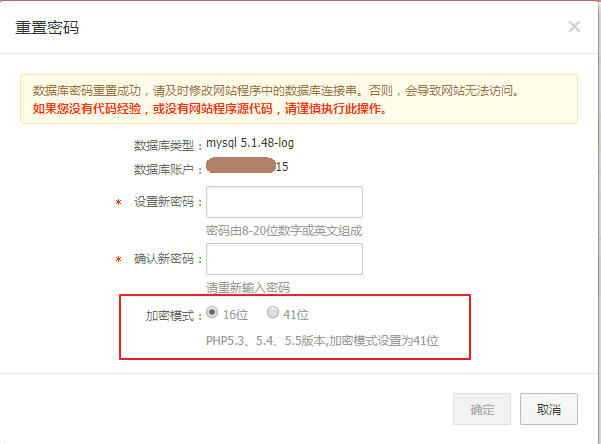 重置密码
数据库密码重置成功，请及时修改网站程序中的数据库连接串。否则，会导致网站无法访问。
如果您没有代码经验，或没有网站程序源代码，请谨慎执行此操作。
数据库类型：mysql 5.1.48-log
数据库账户：15
* 设置新密码：
密码由8-20位数字或英文组成
* 确认新密码：
请重新输入密码
加密模式：16位 41位
PHP5.3、5.4、5.5版本,加密模式设置为41位
确定 取消